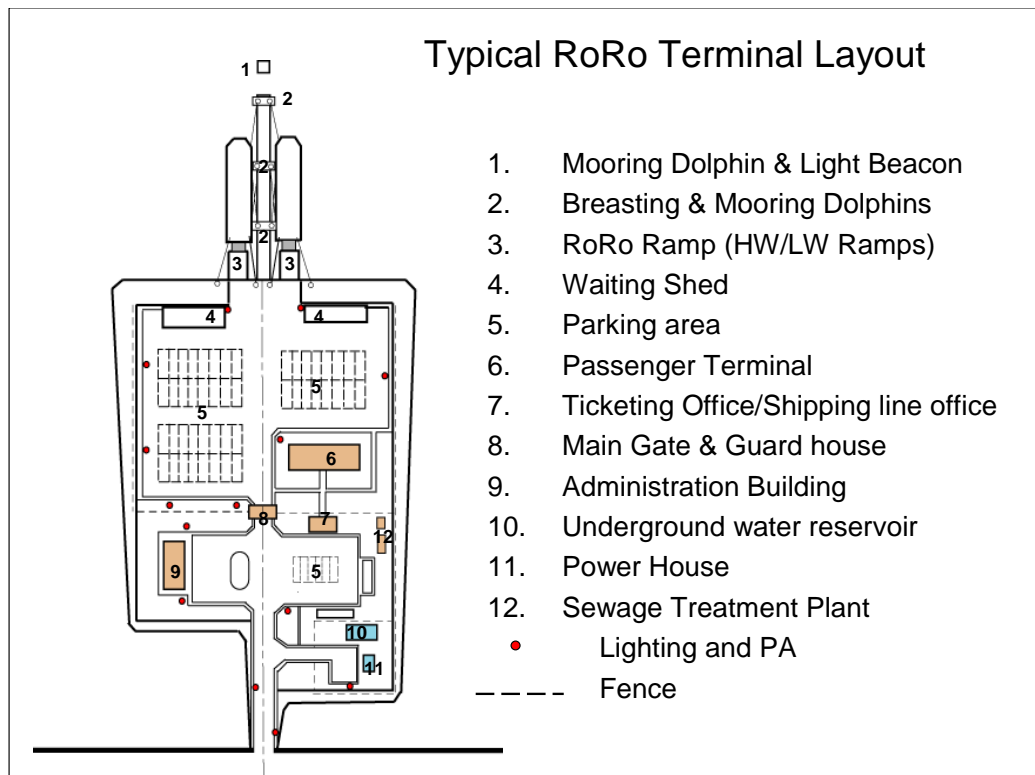 Typical RoRo Terminal Layout
1
2
2
2
3
3
4
4
5
5
6
5
7
8
12
9
5
10
11
1. Mooring Dolphin & Light Beacon
2. Breasting & Mooring Dolphins
3. RoRo Ramp (HW/LW Ramps)
4. Waiting Shed
5. Parking area
6. Passenger Terminal
7. Ticketing Office/Shipping line office
8. Main Gate & Guard house
9. Administration Building
10. Underground water reservoir
11. Power House
12. Sewage Treatment Plant
Lighting and PA
Fence